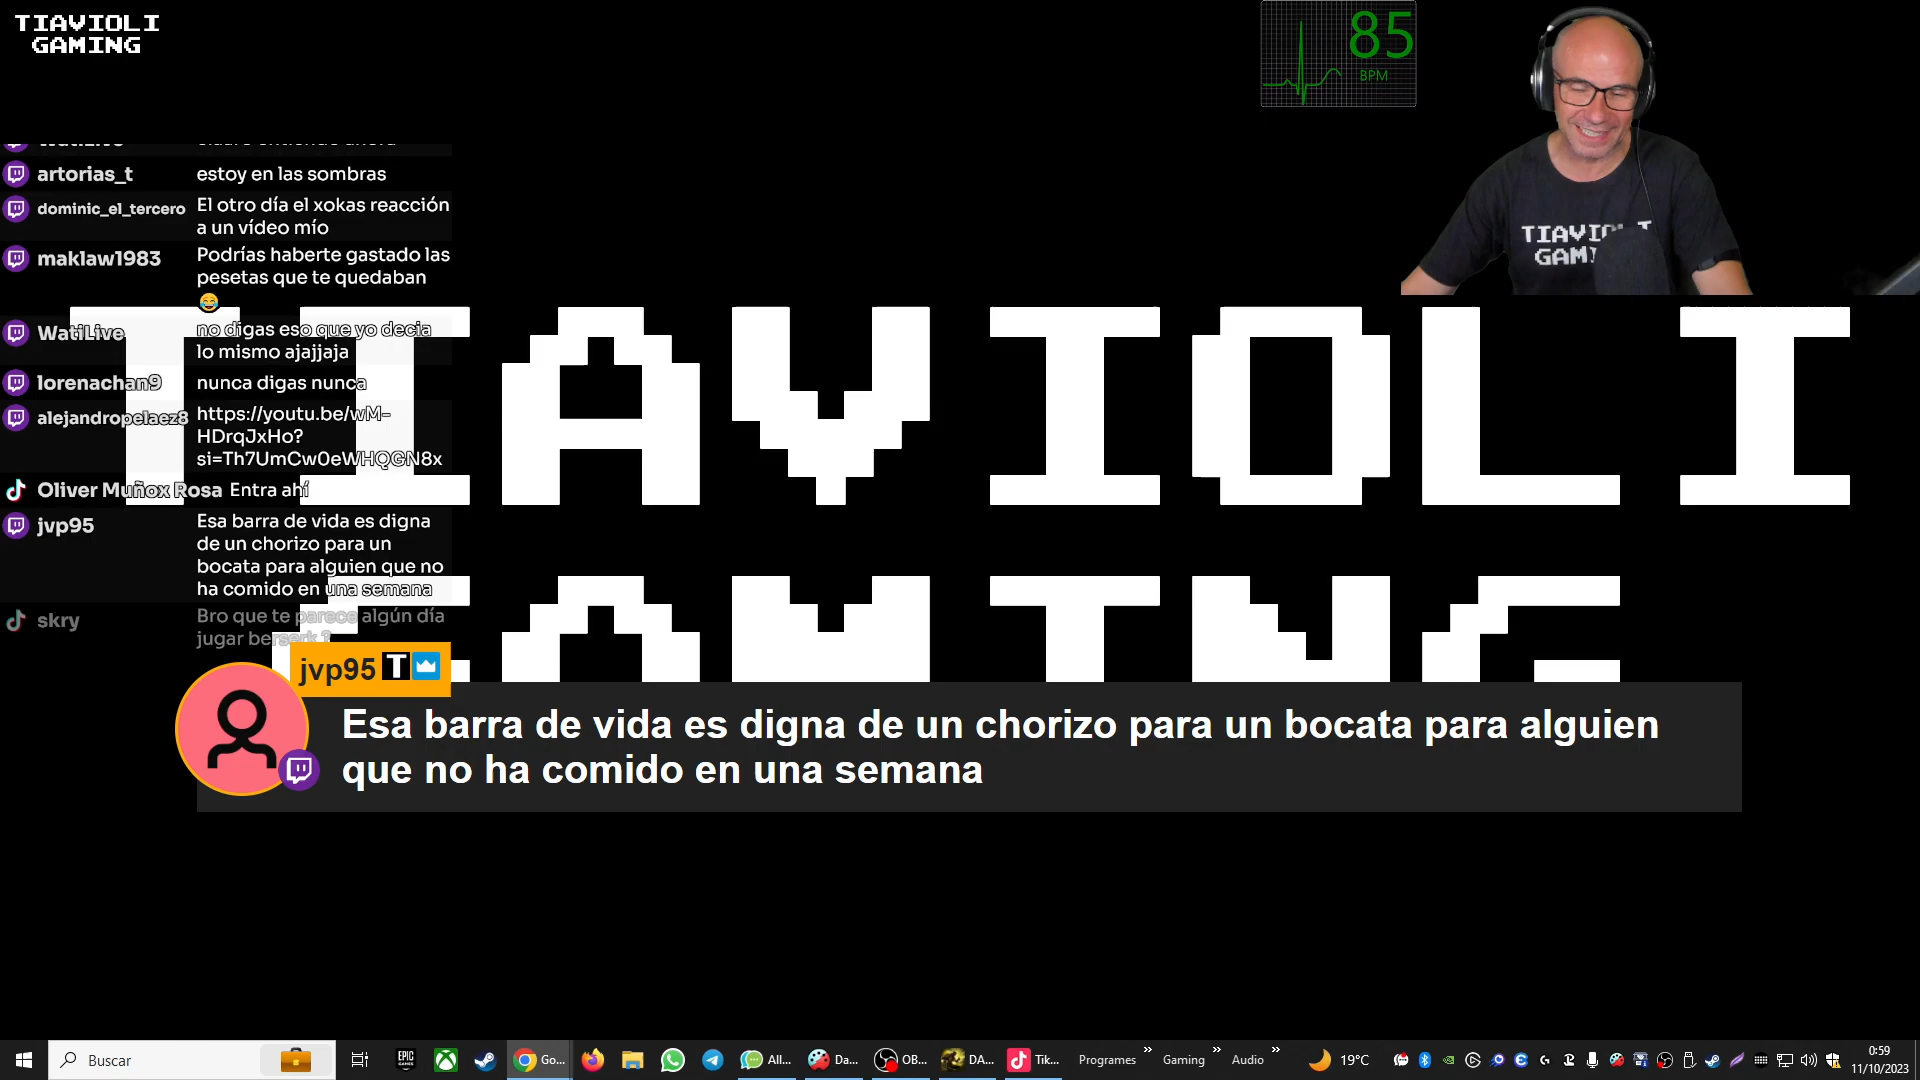 TIAVIOLI
GAMING
85
BPM
artorias_t estoy en las sombras
dominic_el_tercero El otro día el xokas reacción
a un vídeo mío
maklaw1983 Podrías haberte gastado las
pesetas que te quedaban
😂
WatiLive no digas eso que yo decia
lo mismo ajajjaja
lorenachan9 nunca digas nunca
alejandropelaez8 https://youtu.be/wM-
HDrqJxHo?
si=Th7UmCw0eWHQGN8x
Oliver Muñox Rosa Entra ahí
jvp95 Esa barra de vida es digna
de un chorizo para un
bocata para alguien que no
ha comido en una semana
skry Bro que te parece algún día
jugar berserk ?
TIAVIOLI
GAMING
TIAVIOLI
jvp95 T
Esa barra de vida es digna de un chorizo para un bocata para alguien
que no ha comido en una semana
Buscar
EPIC
GAMES
Go...
All...
Da...
OB...
DA...
Tik...
Programes »
Gaming »
Audio »
19°C
0:59
11/10/2023